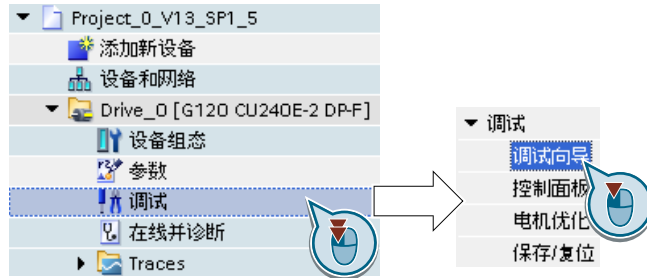 Project_0_V13_SP1_5
添加新设备
设备和网络
Drive_0 [G120 CU240E-2 DP-F]
设备组态
参数
调试
在线并诊断
Traces
调试
调试向导
控制面板
电机优化
保存/复位